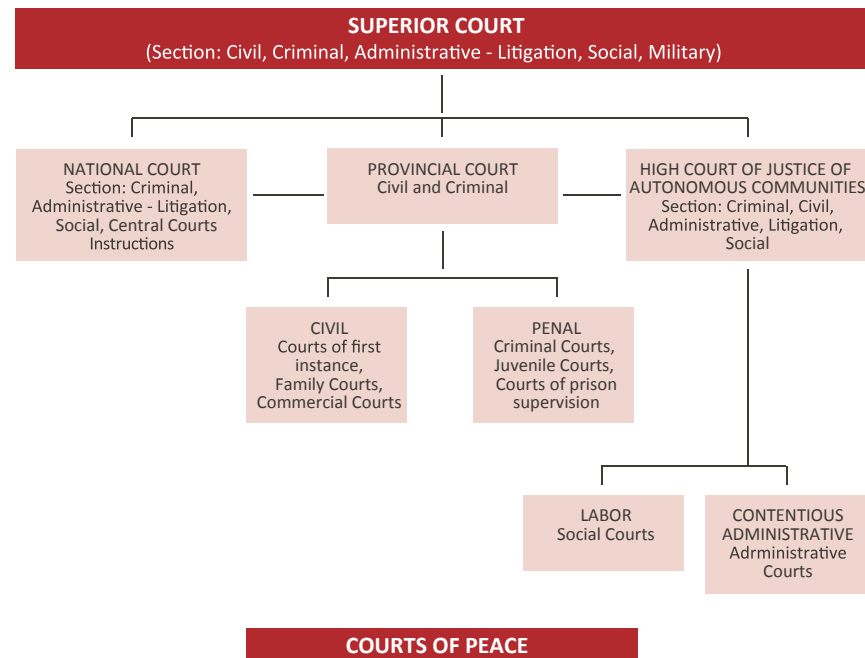 SUPERIOR COURT
(Section: Civil, Criminal, Administrative - Litigation, Social, Military)
NATIONAL COURT
Section: Criminal,
Administrative - Litigation,
Social, Central Courts
Instructions
PROVINCIAL COURT
Civil and Criminal
HIGH COURT OF JUSTICE OF
AUTONOMOUS COMMUNITIES
Section: Criminal, Civil,
Administrative, Litigation,
Social
CIVIL
Courts of first
instance,
Family Courts,
Commercial Courts
PENAL
Criminal Courts,
Juvenile Courts,
Courts of prison
supervision
LABOR
Social Courts
CONTENTIOUS
ADMINISTRATIVE
Adrministrative
Courts
COURTS OF PEACE